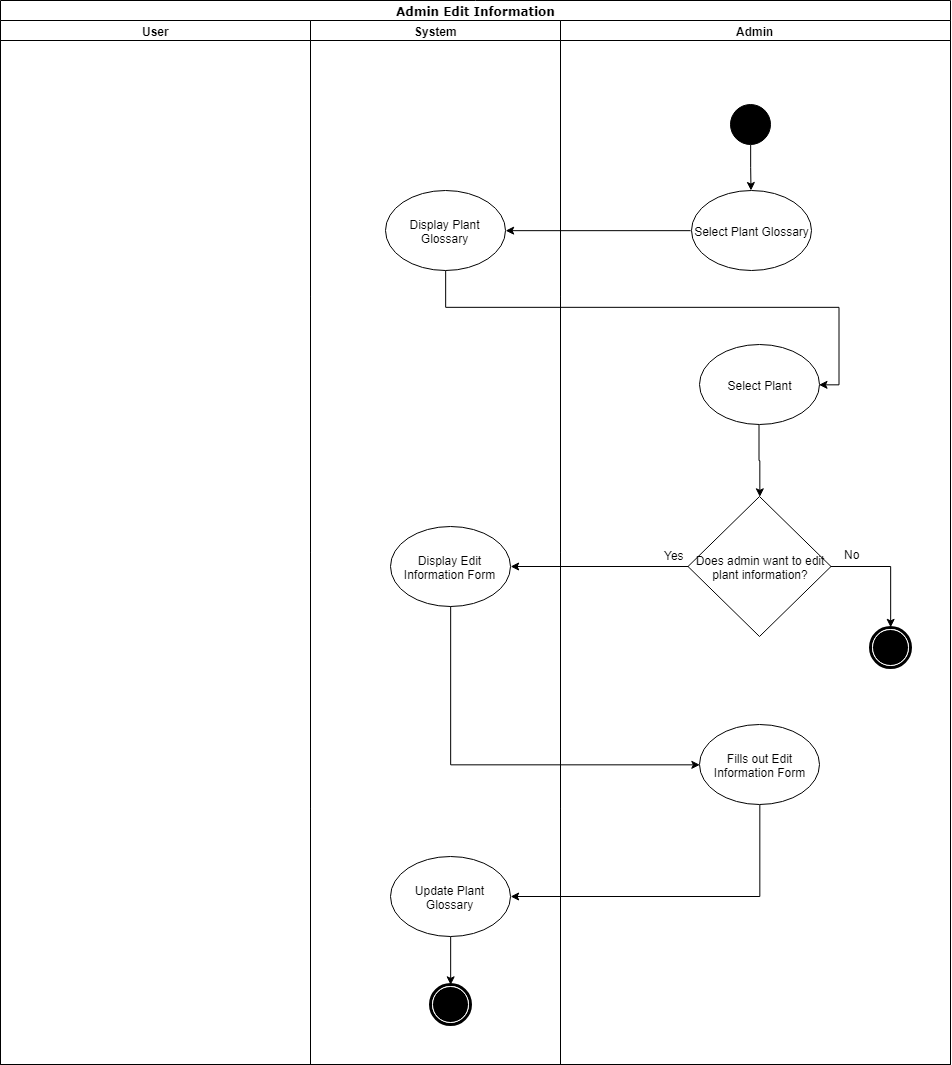 Admin Edit Information
User
System
Admin
Display Plant
Glossary
Select Plant Glossary
Select Plant
Display Edit
Information Form
Yes
Does admin want to edit
plant information?
No
Fills out Edit
Information Form
Update Plant
Glossary